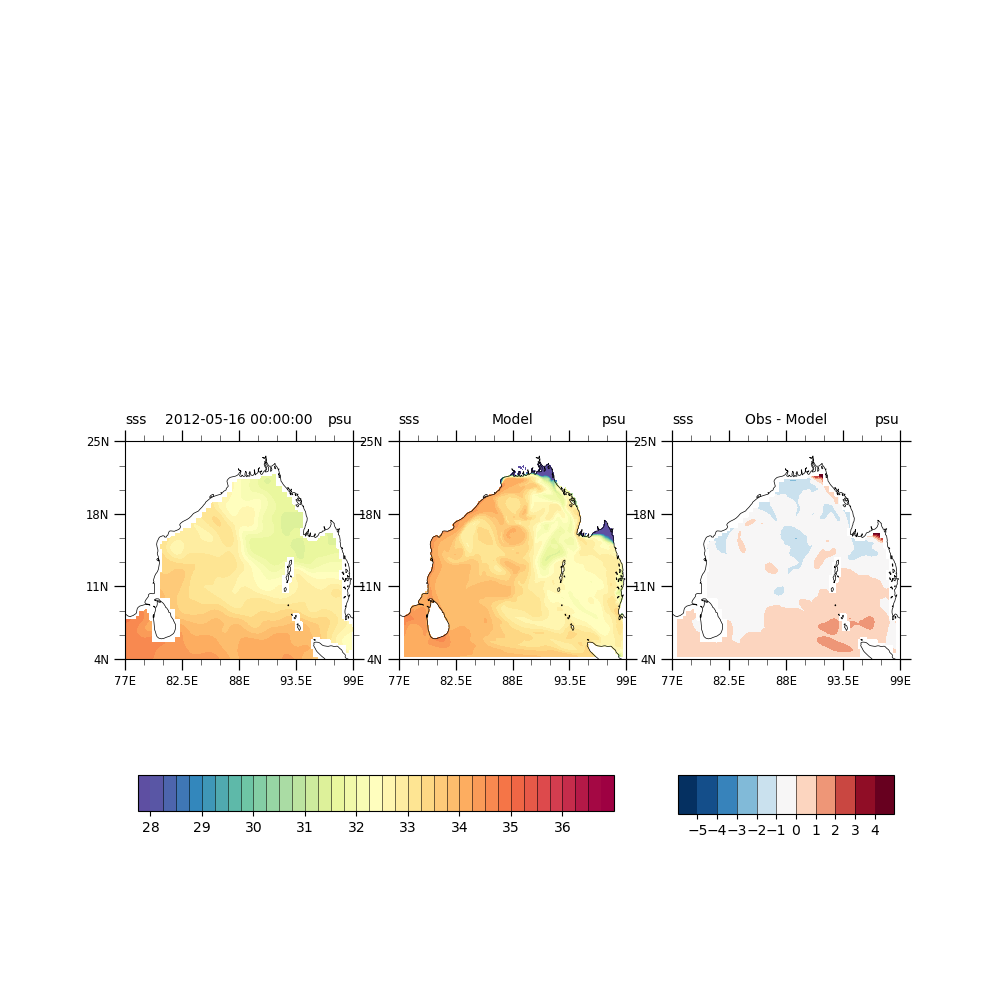 sss 2012-05-16 00:00:00 psu
sss Model psu
sss Obs - Model psu
25N
18N
11N
4N
77E 82.5E 88E 93.5E 99E
25N
18N
11N
4N
77E 82.5E 88E 93.5E 99E
25N
18N
11N
4N
77E 82.5E 88E 93.5E 99E
28 29 30 31 32 33 34 35 36
−5 −4 −3 −2 −1 0 1 2 3 4